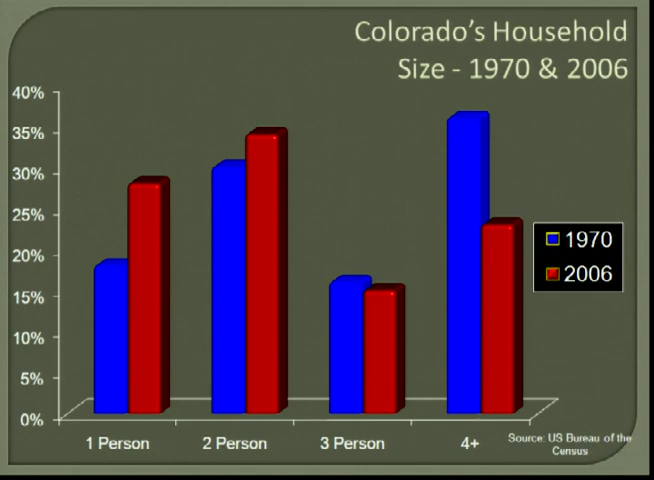 Colorado's Household
Size - 1970 & 2006
40%
35%
30%
25%
20%
15%
10%
5%
0%
1970
2006
1 Person
2 Person
3 Person
4+
Source: US Bureau of the
Census